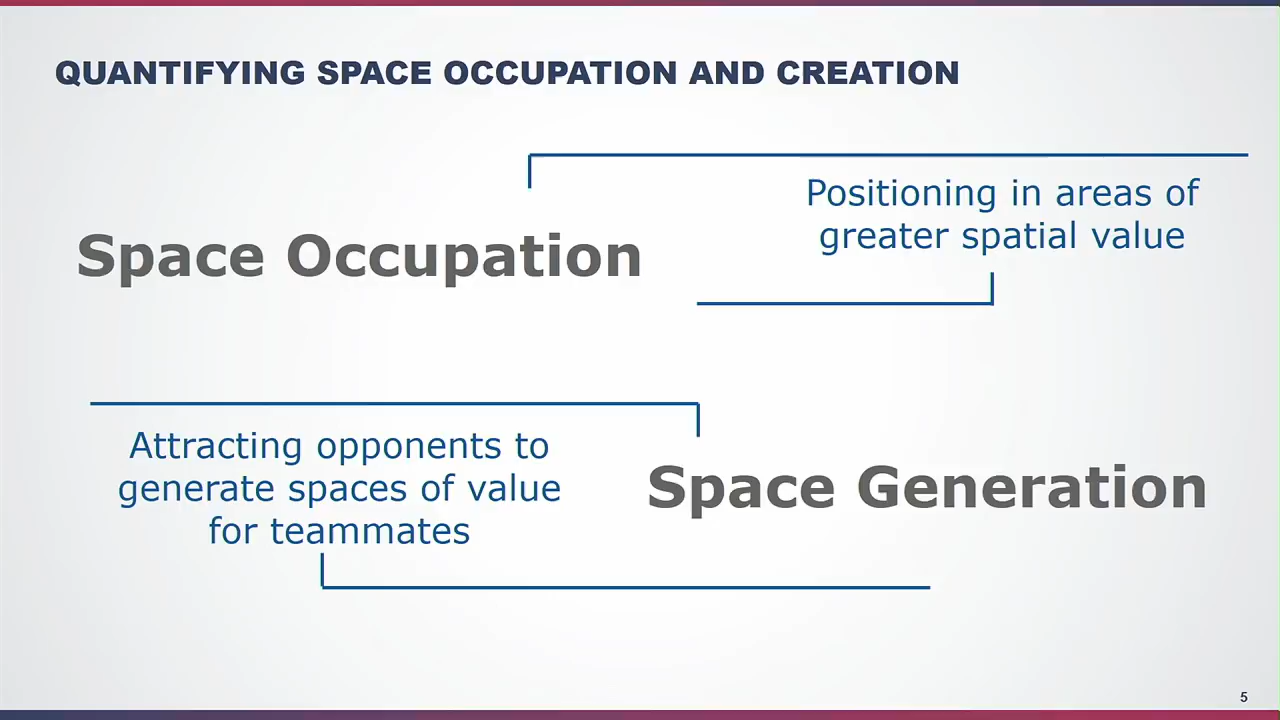 QUANTIFYING SPACE OCCUPATION AND CREATION
Space Occupation
Positioning in areas of
greater spatial value
Attracting opponents to
generate spaces of value
for teammates
Space Generation
5